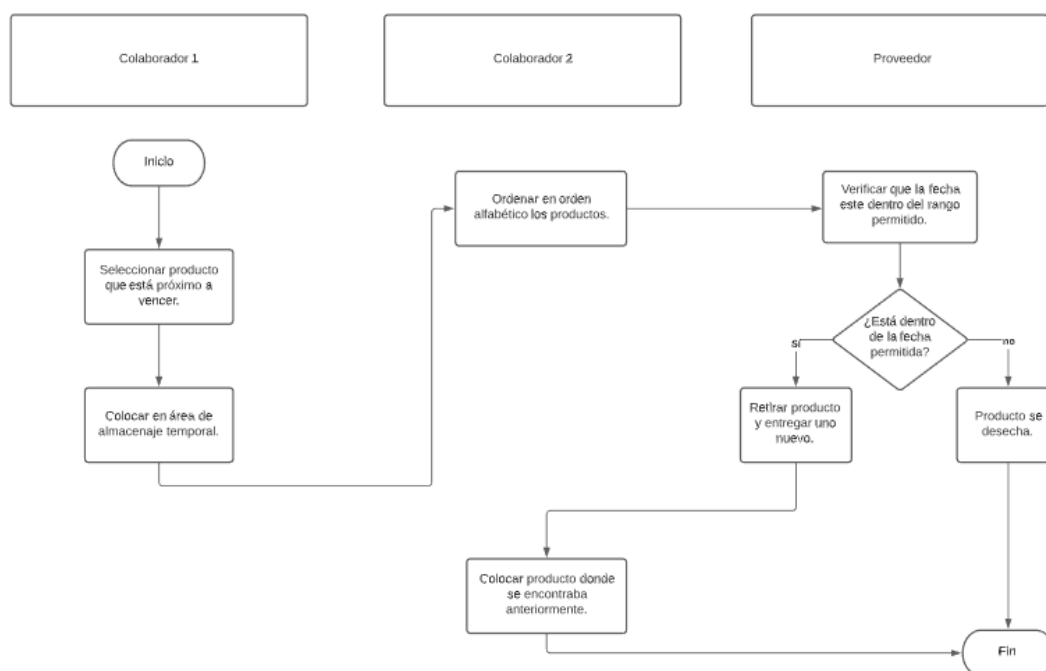 Colaborador 1
Colaborador 2
Proveedor
Inicio
Seleccionar producto
que está próximo a
vencer.
Colocar en área de
almacenaje temporal.
Ordenar en orden
alfabético los productos.
Verificar que la fecha
este dentro del rango
permitido.
¿Está dentro
de la fecha
permitida?
sí
no
Retirar producto
y entregar uno
nuevo.
Producto se
desecha.
Colocar producto donde
se encontraba
anteriormente.
Fin